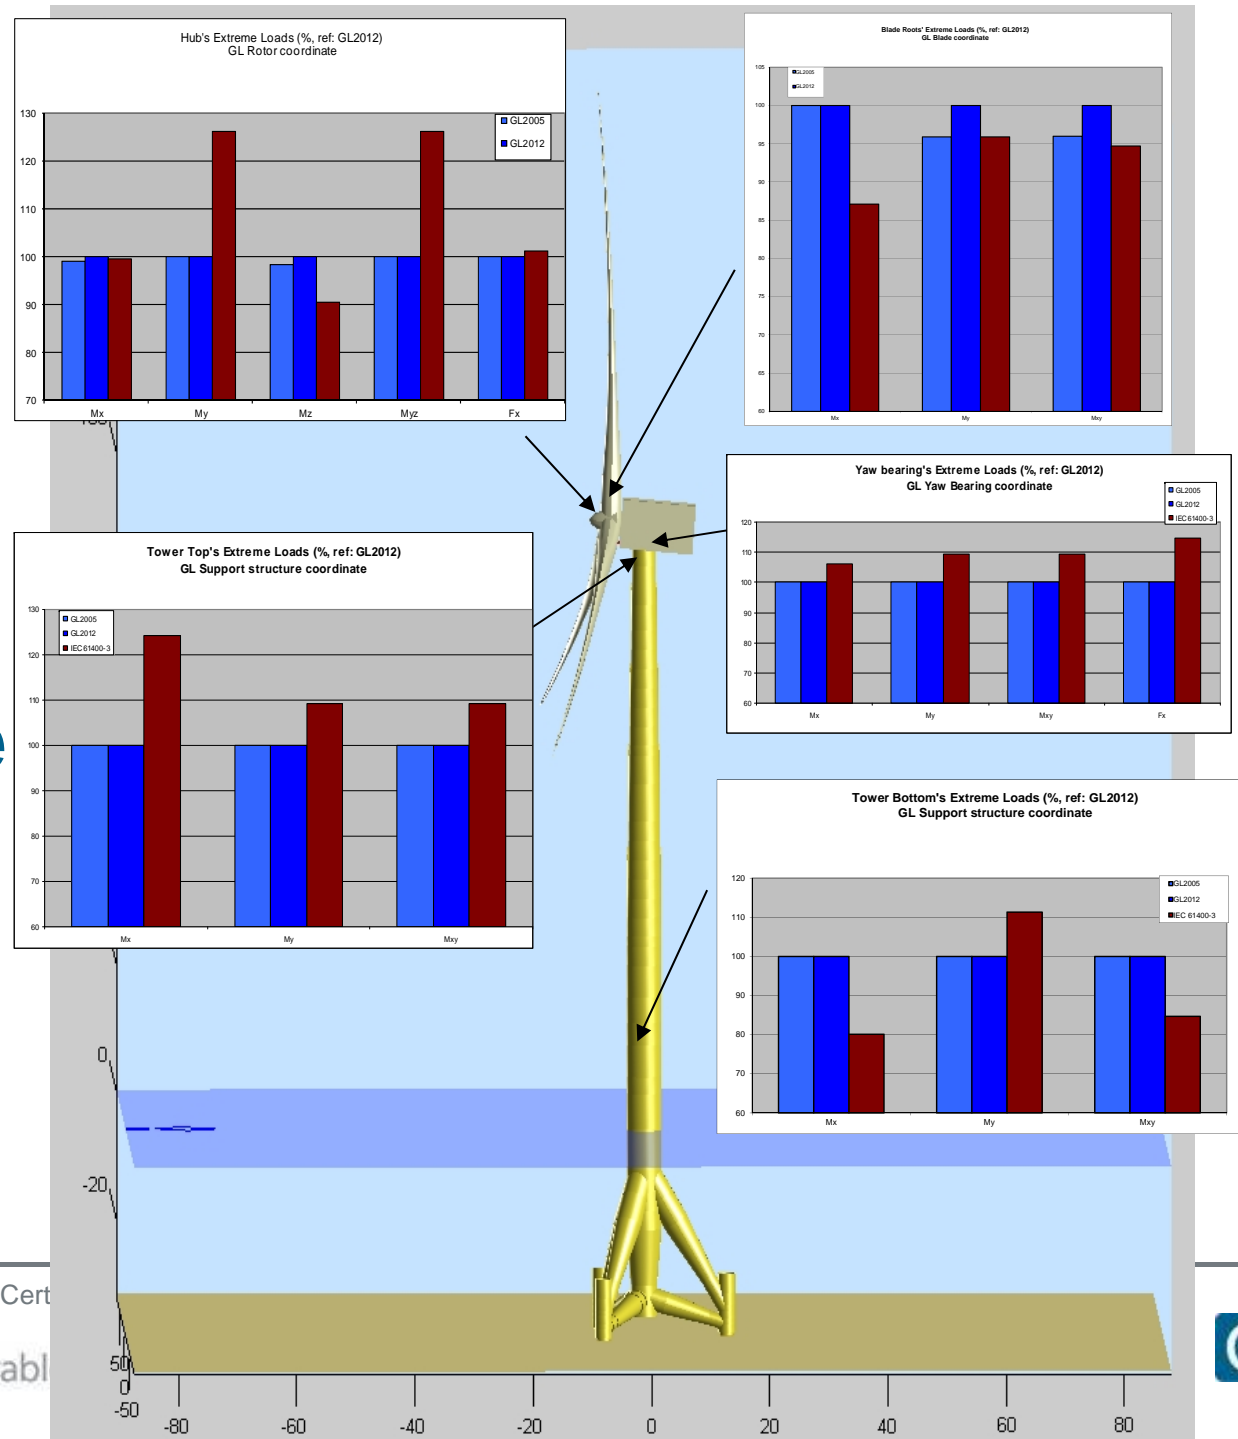 Hub's Extreme Loads (%, ref: GL2012)
GL Rotor coordinate
130
120
110
100
90
80
70
GL2005
GL2012
Mx My Mz Myz Fx
Blade Roots' Extreme Loads (%, ref: GL2012)
GL Blade coordinate
105
100
95
90
85
80
75
70
65
60
GL2005
GL2012
Mx My Mxy
Yaw bearing's Extreme Loads (%, ref: GL2012)
GL Yaw Bearing coordinate
GL2005
GL2012
IEC 61400-3
120
110
100
90
80
70
60
Mx My Mxy Fx
Tower Top's Extreme Loads (%, ref: GL2012)
GL Support structure coordinate
130
120
110
100
90
80
70
60
GL2005
GL2012
IEC 61400-3
Mx My Mxy
e
Tower Bottom's Extreme Loads (%, ref: GL2012)
GL Support structure coordinate
120
110
100
90
80
70
60
GL2005
GL2012
IEC 61400-3
Mx My Mxy
0
-20
Cert
abl
50
0
-50
-80 -60 -40 -20 0 20 40 60 80